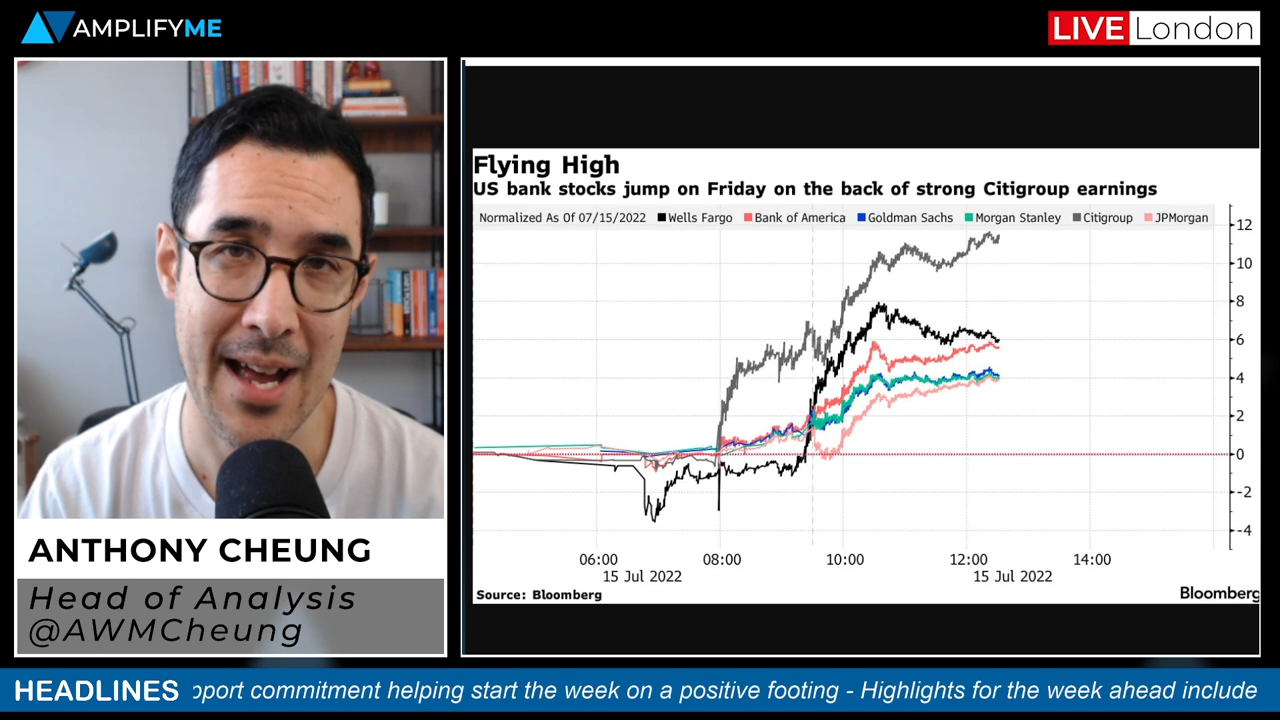 AMPLIFYME
LIVE London
Flying High
US bank stocks jump on Friday on the back of strong Citigroup earnings
Normalized As Of 07/15/2022 Wells Fargo Bank of America Goldman Sachs Morgan Stanley Citigroup JPMorgan
12
10
8
6
4
2
0
-2
-4
06:00 08:00 10:00 12:00 14:00
15 Jul 2022 15 Jul 2022
Source: Bloomberg
Bloomberg
ANTHONY CHEUNG
Head of Analysis
@AWMCheung
HEADLINES pport commitment helping start the week on a positive footing - Highlights for the week ahead include